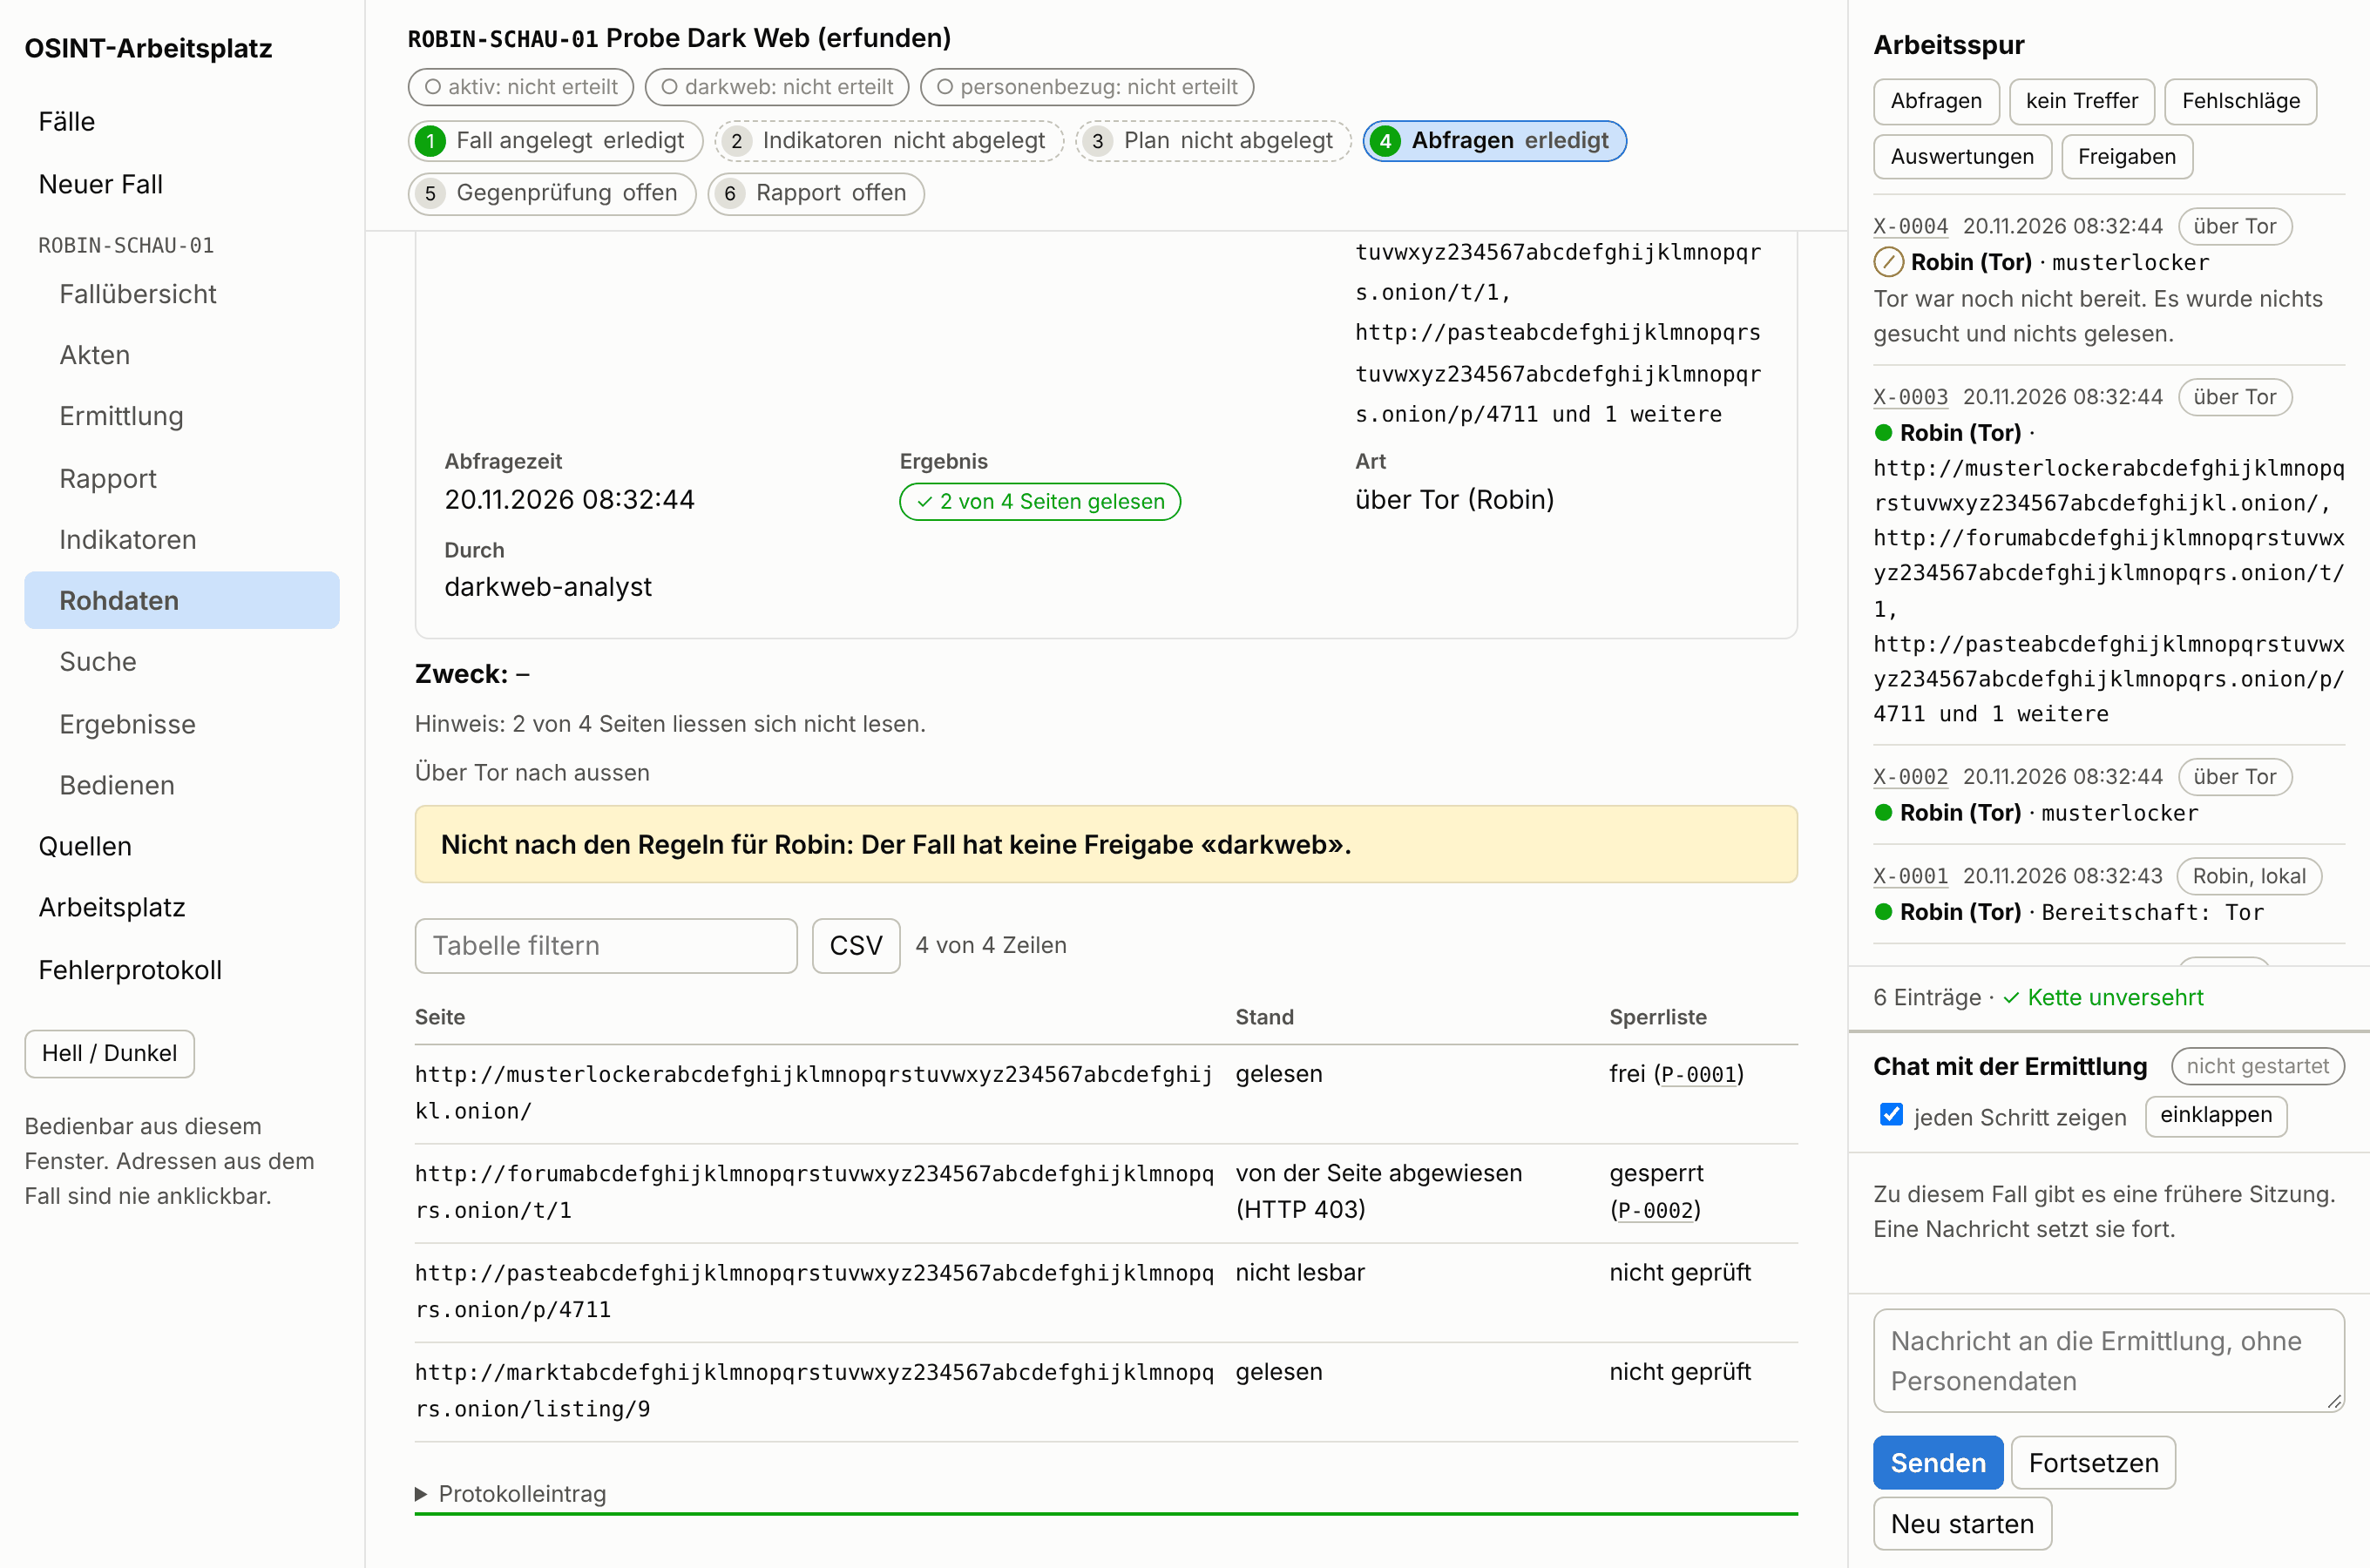 OSINT-Arbeitsplatz
Fälle
Neuer Fall
ROBIN-SCHAU-01
Fallübersicht
Akten
Ermittlung
Rapport
Indikatoren
Rohdaten
Suche
Ergebnisse
Bedienen
Quellen
Arbeitsplatz
Fehlerprotokoll
Hell / Dunkel
Bedienbar aus diesem
Fenster. Adressen aus dem
Fall sind nie anklickbar.
ROBIN-SCHAU-01 Probe Dark Web (erfunden)
aktiv: nicht erteilt darkweb: nicht erteilt personenbezug: nicht erteilt
1 Fall angelegt erledigt 2 Indikatoren nicht abgelegt 3 Plan nicht abgelegt 4 Abfragen erledigt
5 Gegenprüfung offen 6 Rapport offen
tuvwxyz234567abcdefghijklmnopqr
s.onion/t/1,
http://pasteabcdefghijklmnopqrs
tuvwxyz234567abcdefghijklmnopqr
s.onion/p/4711 und 1 weitere
Abfragezeit Ergebnis Art
20.11.2026 08:32:44 ✓ 2 von 4 Seiten gelesen über Tor (Robin)
Durch
darkweb-analyst
Zweck: –
Hinweis: 2 von 4 Seiten liessen sich nicht lesen.
Über Tor nach aussen
Nicht nach den Regeln für Robin: Der Fall hat keine Freigabe «darkweb».
Tabelle filtern CSV 4 von 4 Zeilen
Seite Stand Sperrliste
http://musterlockerabcdefghijklmnopqrstuvwxyz234567abcdefghij gelesen frei (P-0001)
kl.onion/
http://forumabcdefghijklmnopqrstuvwxyz234567abcdefghijklmnopq von der Seite abgewiesen gesperrt
rs.onion/t/1 (HTTP 403) (P-0002)
http://pasteabcdefghijklmnopqrstuvwxyz234567abcdefghijklmnopq nicht lesbar nicht geprüft
rs.onion/p/4711
http://marktabcdefghijklmnopqrstuvwxyz234567abcdefghijklmnopq gelesen nicht geprüft
rs.onion/listing/9
▶ Protokolleintrag
Arbeitsspur
Abfragen kein Treffer Fehlschläge
Auswertungen Freigaben
X-0004 20.11.2026 08:32:44 über Tor
Robin (Tor) · musterlocker
Tor war noch nicht bereit. Es wurde nichts
gesucht und nichts gelesen.
X-0003 20.11.2026 08:32:44 über Tor
Robin (Tor) ·
http://musterlockerabcdefghijklmnopq
rstuvwxyz234567abcdefghijkl.onion/,
http://forumabcdefghijklmnopqrstuvwx
yz234567abcdefghijklmnopqrs.onion/t/
1,
http://pasteabcdefghijklmnopqrstuvwx
yz234567abcdefghijklmnopqrs.onion/p/
4711 und 1 weitere
X-0002 20.11.2026 08:32:44 über Tor
Robin (Tor) · musterlocker
X-0001 20.11.2026 08:32:43 Robin, lokal
Robin (Tor) · Bereitschaft: Tor
6 Einträge · ✓ Kette unversehrt
Chat mit der Ermittlung nicht gestartet
jeden Schritt zeigen einklappen
Zu diesem Fall gibt es eine frühere Sitzung.
Eine Nachricht setzt sie fort.
Nachricht an die Ermittlung, ohne
Personendaten
Senden Fortsetzen
Neu starten